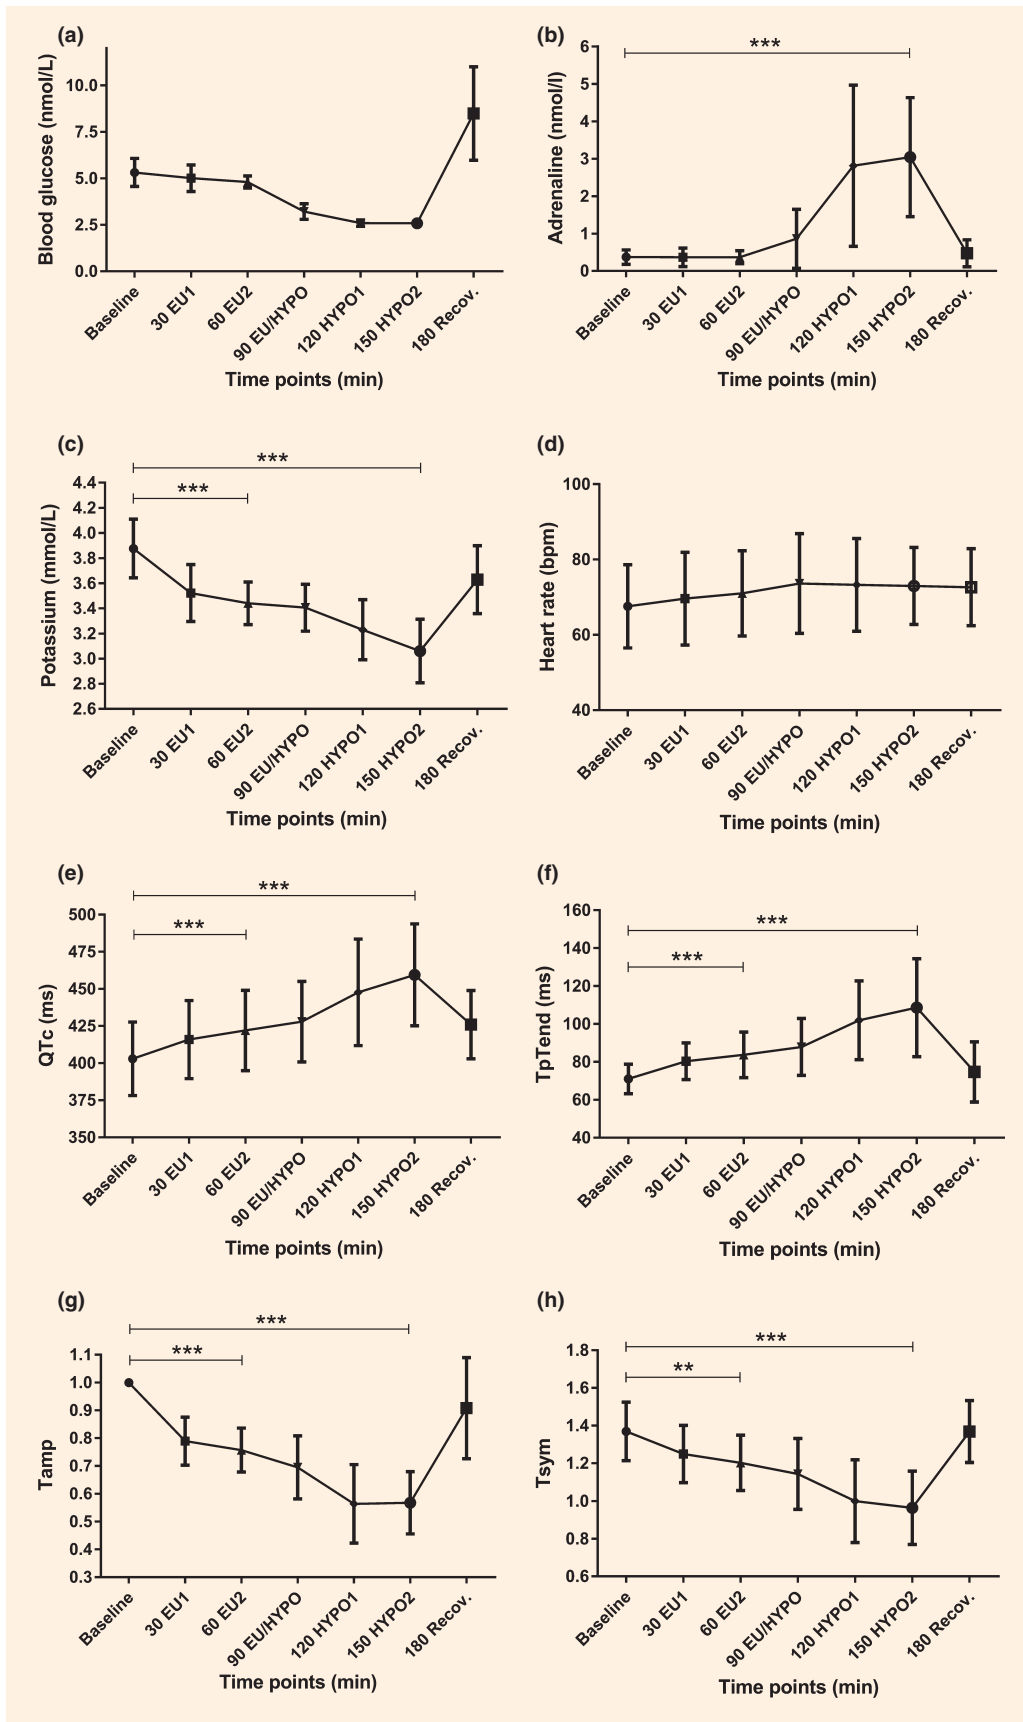 (a)
Blood glucose (nmol/L)
10.0
7.5
5.0
2.5
0.0
Baseline
30 EU1
60 EU2
90 EU/HYPO
120 HYPO1
150 HYPO2
180 Recov.
Time points (min)
(b)
***
Adrenaline (nmol/l)
6
5
4
3
2
1
0
Baseline
30 EU1
60 EU2
90 EU/HYPO
120 HYPO1
150 HYPO2
180 Recov.
Time points (min)
(c)
***
***
Potassium (mmol/L)
4.4
4.2
4.0
3.8
3.6
3.4
3.2
3.0
2.8
2.6
Baseline
30 EU1
60 EU2
90 EU/HYPO
120 HYPO1
150 HYPO2
180 Recov.
Time points (min)
(d)
Heart rate (bpm)
100
80
60
40
Baseline
30 EU1
60 EU2
90 EU/HYPO
120 HYPO1
150 HYPO2
180 Recov.
Time points (min)
(e)
***
***
QTc (ms)
500
475
450
425
400
375
350
Baseline
30 EU1
60 EU2
90 EU/HYPO
120 HYPO1
150 HYPO2
180 Recov.
Time points (min)
(f)
***
***
TpTend (ms)
160
140
120
100
80
60
40
Baseline
30 EU1
60 EU2
90 EU/HYPO
120 HYPO1
150 HYPO2
180 Recov.
Time points (min)
(g)
***
***
Tamp
1.1
1.0
0.9
0.8
0.7
0.6
0.5
0.4
0.3
Baseline
30 EU1
60 EU2
90 EU/HYPO
120 HYPO1
150 HYPO2
180 Recov.
Time points (min)
(h)
***
**
Tsym
1.8
1.6
1.4
1.2
1.0
0.8
0.6
Baseline
30 EU1
60 EU2
90 EU/HYPO
120 HYPO1
150 HYPO2
180 Recov.
Time points (min)